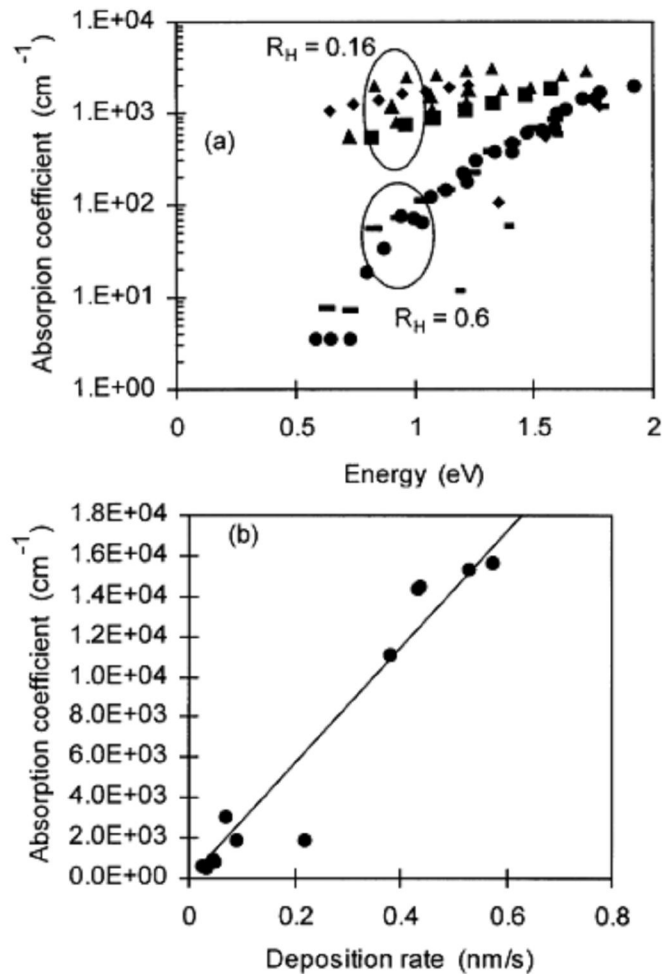 1.E+04
R_H = 0.16
1.E+03
(a)
1.E+02
1.E+01
R_H = 0.6
1.E+00
0 0.5 1 1.5 2
Absorpion coefficient (cm⁻¹)
Energy (eV)
1.8E+04
(b)
1.6E+04
1.4E+04
1.2E+04
1.0E+04
8.0E+03
6.0E+03
4.0E+03
2.0E+03
0.0E+00
0 0.2 0.4 0.6 0.8
Absorption coefficient (cm⁻¹)
Deposition rate (nm/s)